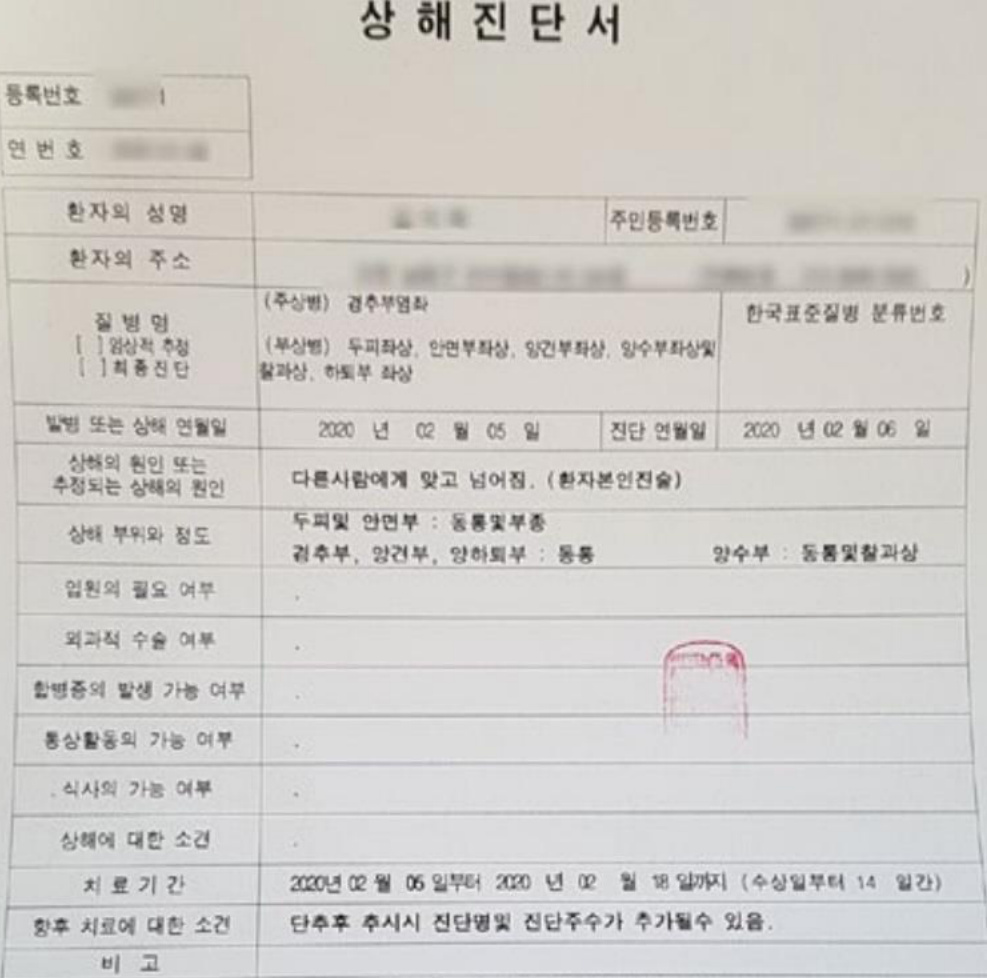 상해진단서
등록번호
연 번 호
환자의 성명 주민등록번호
환자의 주소 )
질 병 명
[ ]임상적 추정
[ ]최종진단
(주상병) 경추부염좌
(부상병) 두피좌상, 안면부좌상, 양견부좌상, 양수부좌상및
찰과상, 하퇴부 좌상
한국표준질병 분류번호
발병 또는 상해 연월일 2020 년 02 월 05 일 진단 연월일 2020 년 02 월 06 일
상해의 원인 또는
추정되는 상해의 원인
다른사람에게 맞고 넘어짐. (환자본인진술)
상해 부위와 정도
두피및 안면부 : 동통및부종
경추부, 양견부, 양하퇴부 : 동통 양수부 : 동통및찰과상
입원의 필요 여부 .
외과적 수술 여부 .
합병증의 발생 가능 여부 .
통상활동의 가능 여부 .
. 식사의 가능 여부 .
상해에 대한 소견 .
치 료 기 간 2020년 02 월 05 일부터 2020 년 02 월 18 일까지 (수상일부터 14 일간)
향후 치료에 대한 소견 단추후 추시시 진단명및 진단주수가 추가될수 있음.
비 고